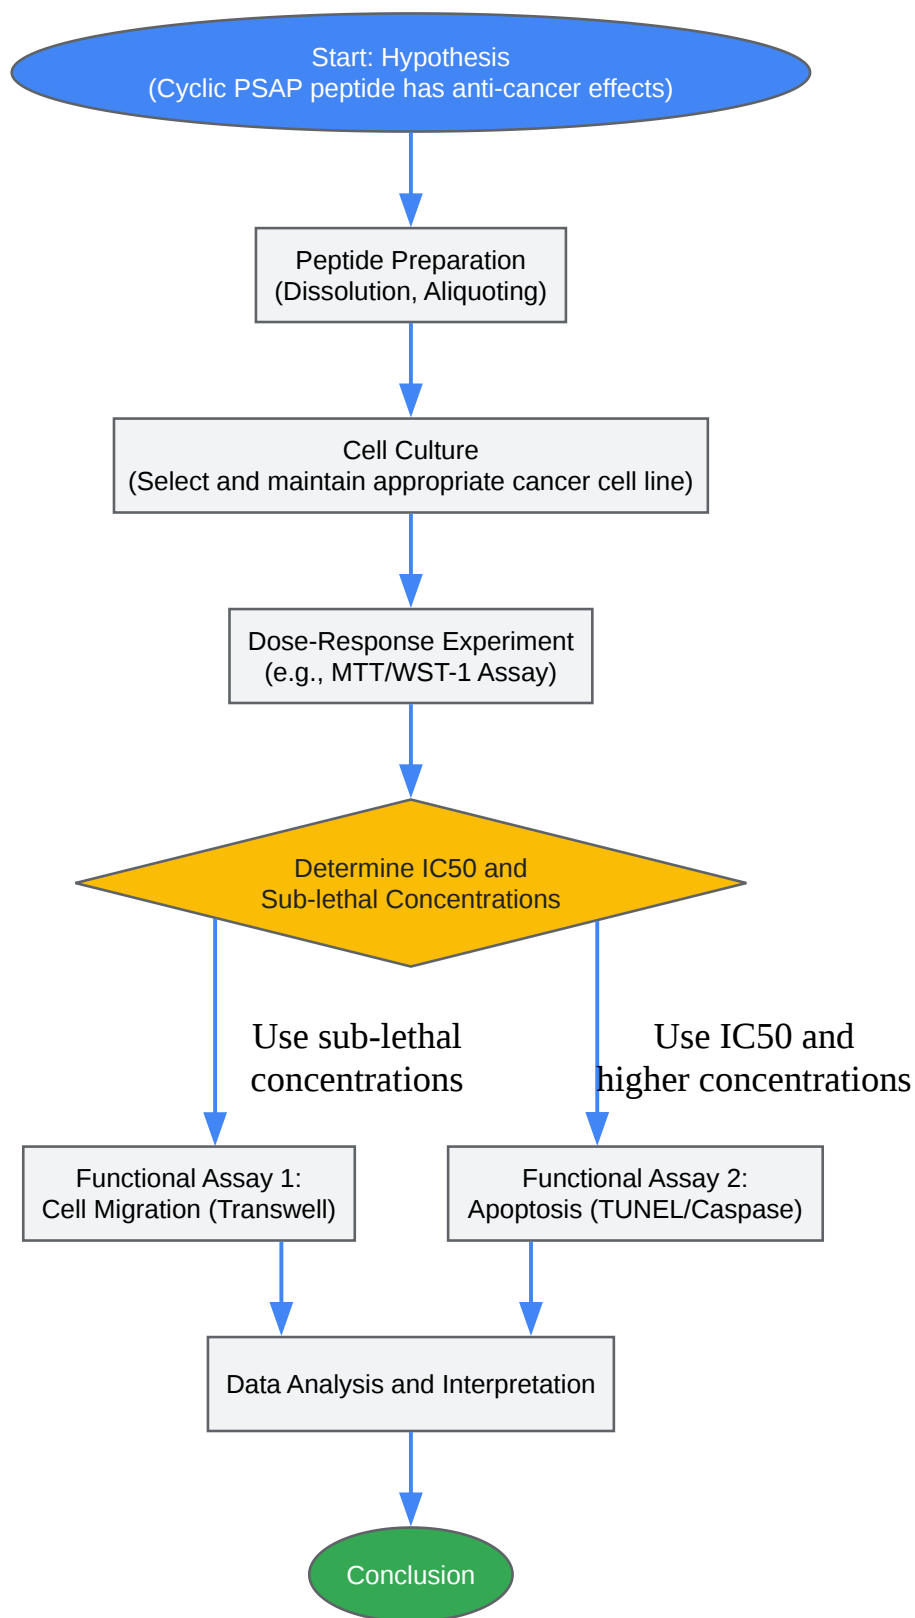 Start: Hypothesis
(Cyclic PSAP peptide has anti-cancer effects)
Peptide Preparation
(Dissolution, Aliquoting)
Cell Culture
(Select and maintain appropriate cancer cell line)
Dose-Response Experiment
(e.g., MTT/WST-1 Assay)
Determine IC50 and
Sub-lethal Concentrations
Use sub-lethal
concentrations
Use IC50 and
higher concentrations
Functional Assay 1:
Cell Migration (Transwell)
Functional Assay 2:
Apoptosis (TUNEL/Caspase)
Data Analysis and Interpretation
Conclusion